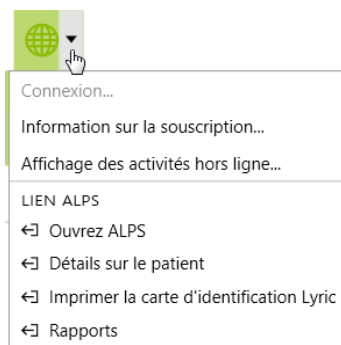 Connexion...
Information sur la souscription...
Affichage des activités hors ligne...
LIEN ALPS
Ouvrez ALPS
Détails sur le patient
Imprimer la carte d'identification Lyric
Rapports